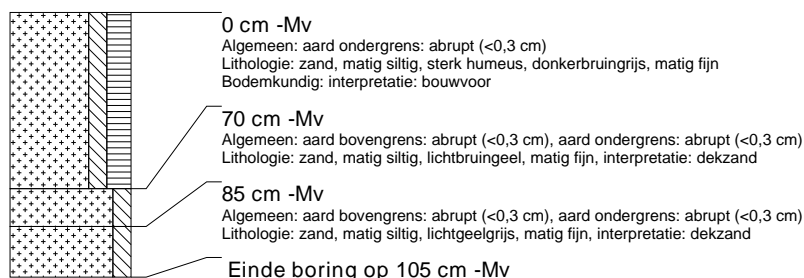 0 cm -Mv
Algemeen: aard ondergrens: abrupt (<0,3 cm)
Lithologie: zand, matig siltig, sterk humeus, donkerbruingrijs, matig fijn
Bodemkundig: interpretatie: bouwvoor
70 cm -Mv
Algemeen: aard bovengrens: abrupt (<0,3 cm), aard ondergrens: abrupt (<0,3 cm)
Lithologie: zand, matig siltig, lichtbruingeel, matig fijn, interpretatie: dekzand
85 cm -Mv
Algemeen: aard bovengrens: abrupt (<0,3 cm), aard ondergrens: abrupt (<0,3 cm)
Lithologie: zand, matig siltig, lichtgeelgrijs, matig fijn, interpretatie: dekzand
Einde boring op 105 cm -Mv